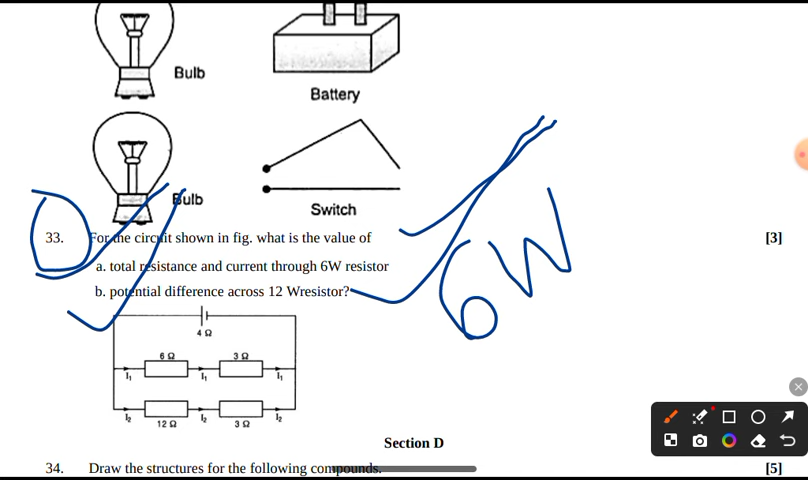 Bulb
Battery
Bulb
Switch
33. For the circuit shown in fig. what is the value of [3]
a. total resistance and current through 6W resistor
b. potential difference across 12 Wresistor?
6W
4 Ω
6 Ω 3 Ω
I₁ I₁ I₁
I₂ I₂ I₂
12 Ω 3 Ω
Section D
34. Draw the structures for the following compounds. [5]